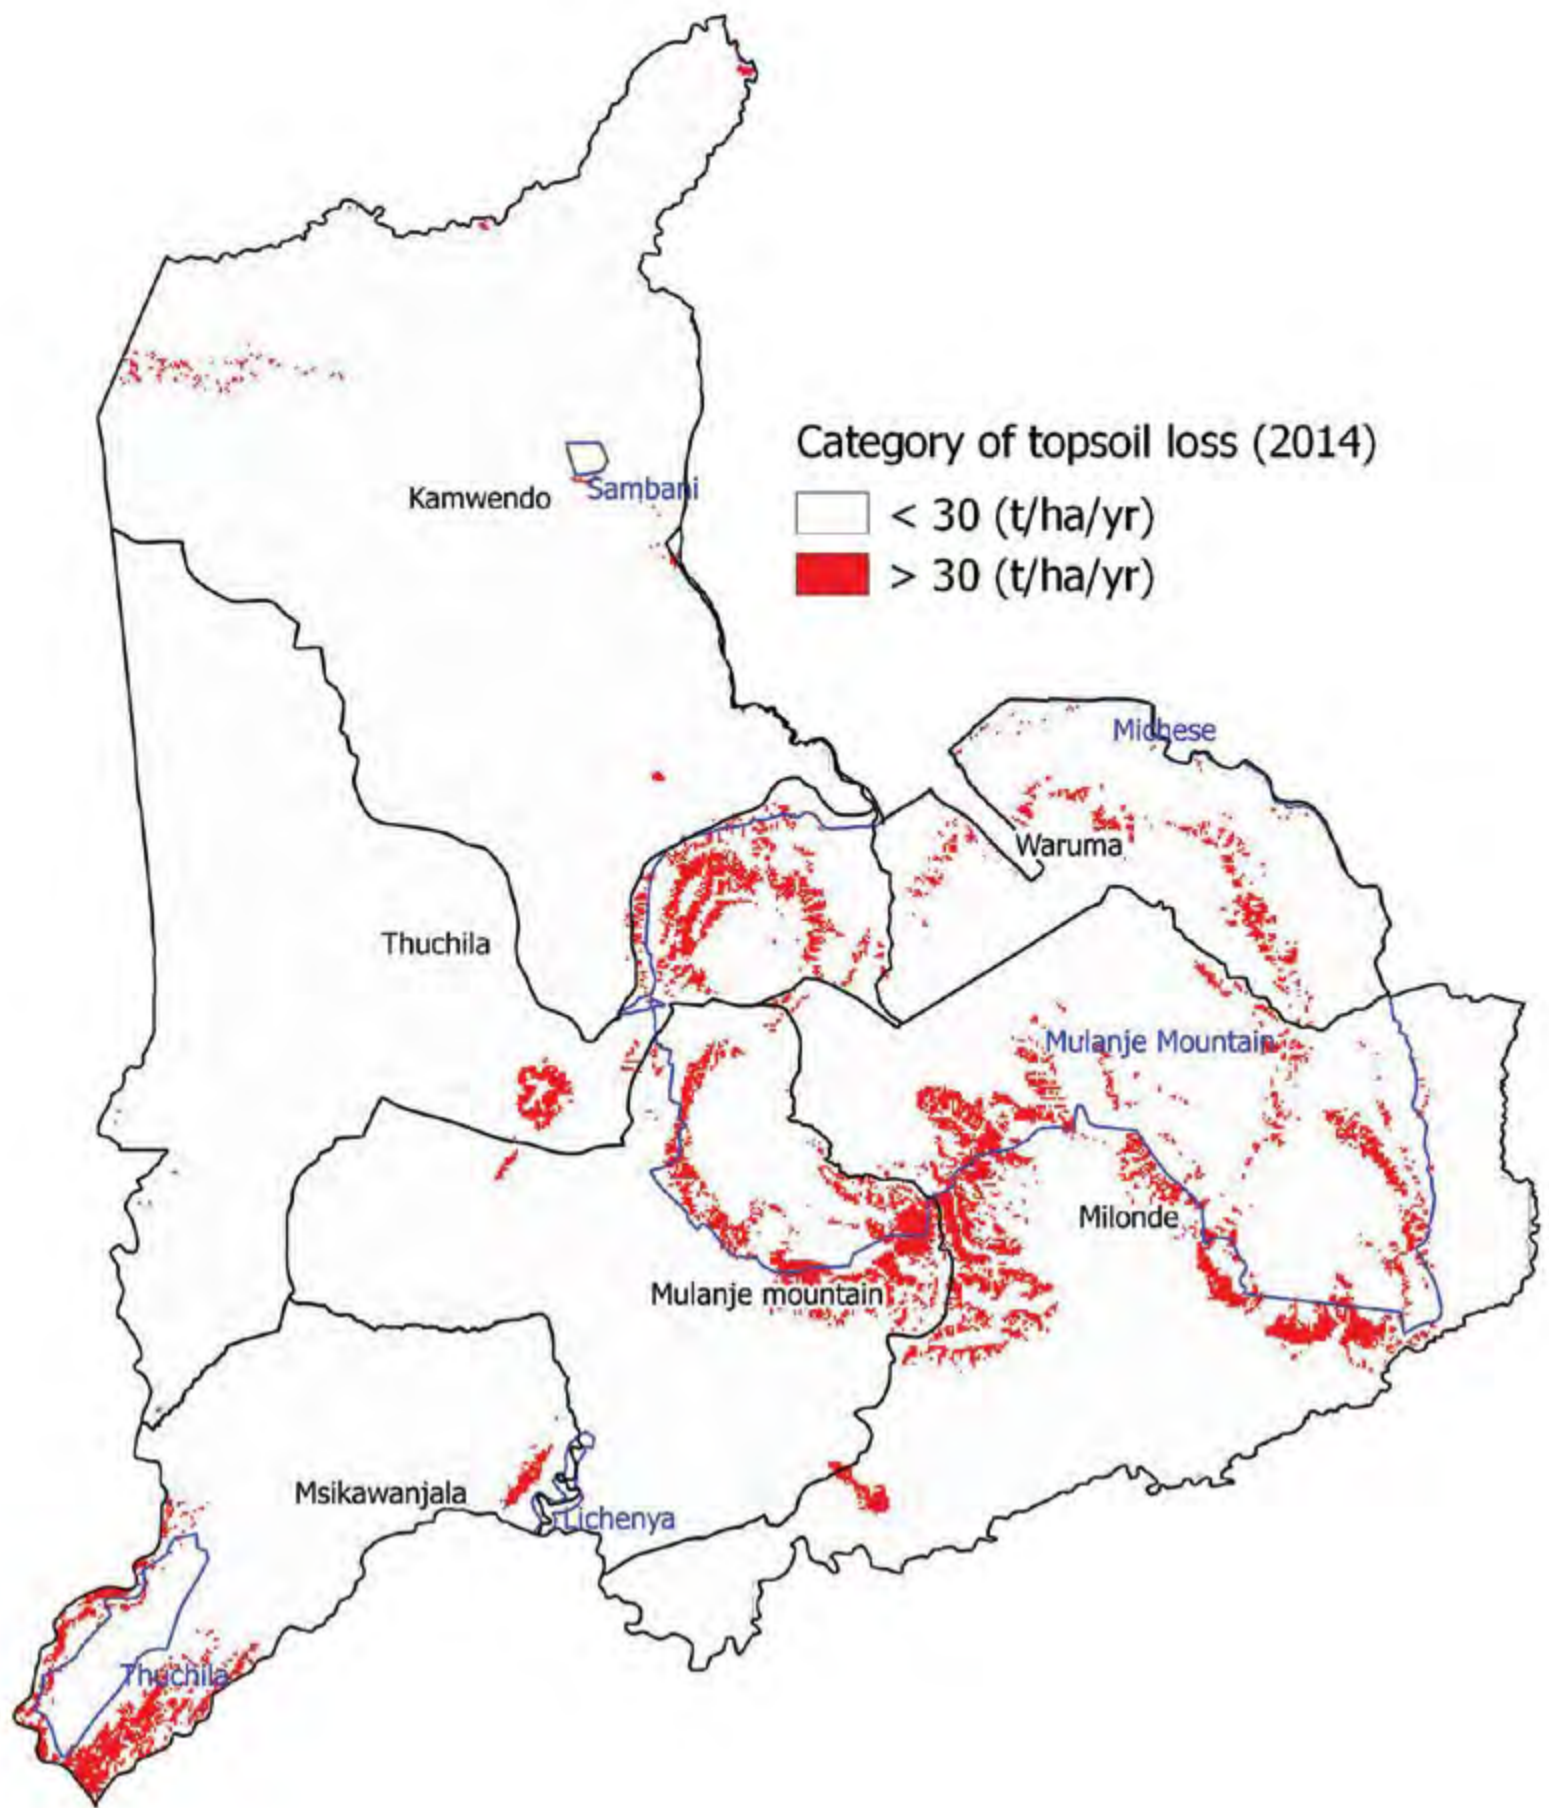 Category of topsoil loss (2014)
< 30 (t/ha/yr)
> 30 (t/ha/yr)
Sambani
Kamwendo
Michese
Waruma
Thuchila
Mulanje Mountain
Milonde
Mulanje mountain
Msikawanjala
Lichenya
Thuchila